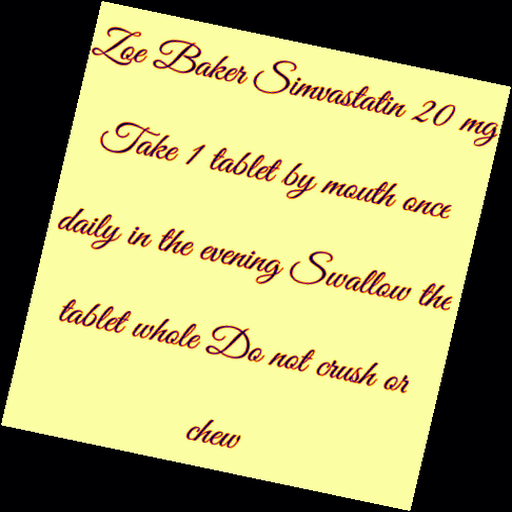 Zoe Baker Simvastatin 20 mg
Take 1 tablet by mouth once
daily in the evening Swallow the
tablet whole Do not crush or
chew